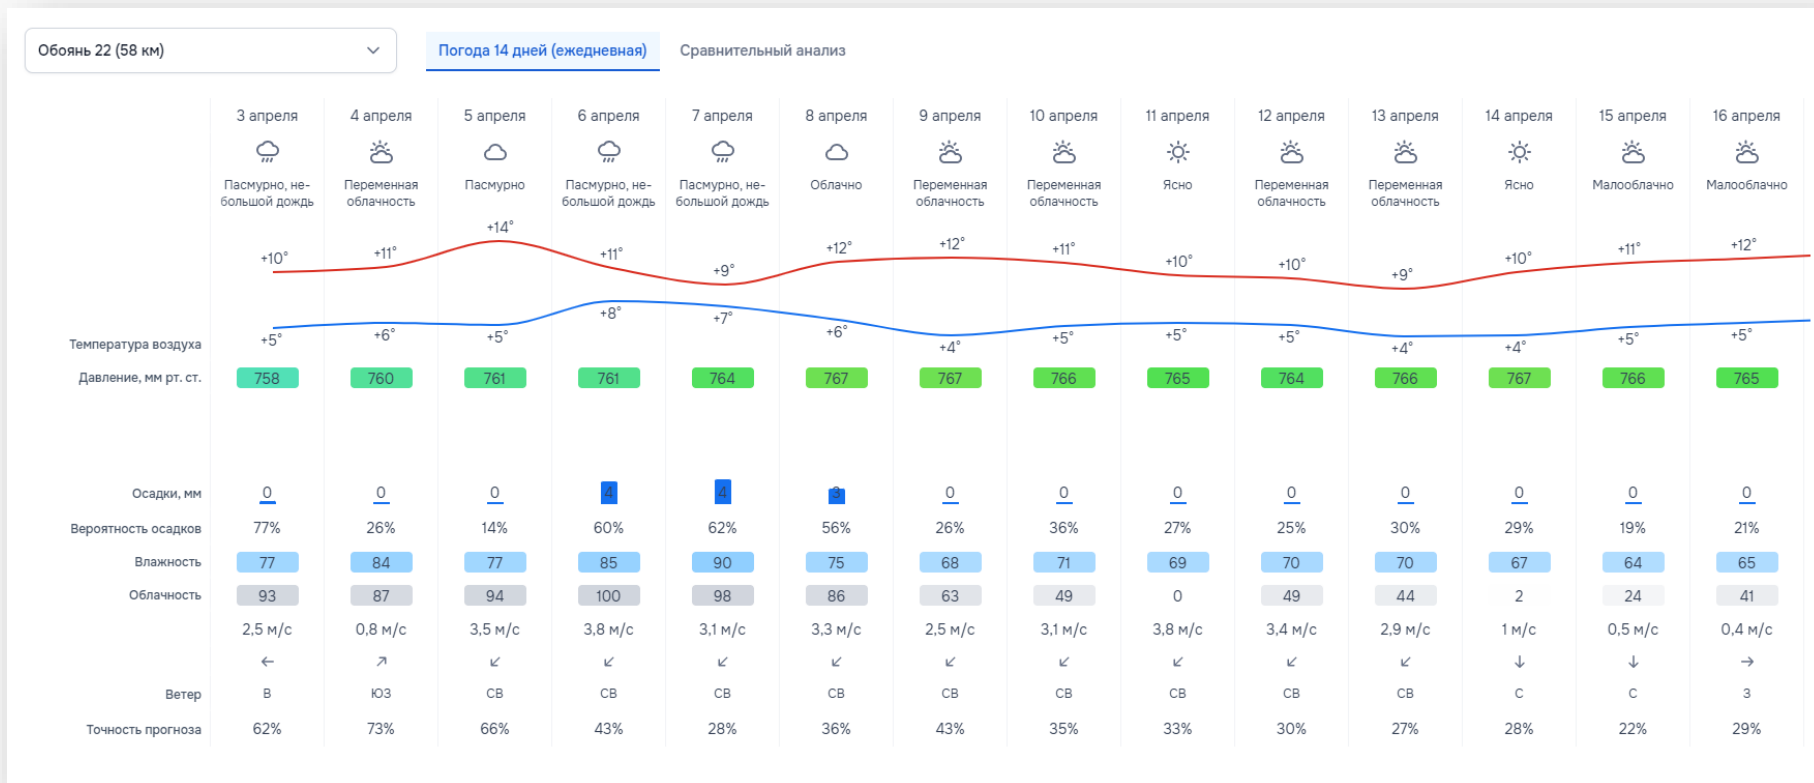 Обоянь 22 (58 км)
Погода 14 дней (ежедневная)
Сравнительный анализ
3 апреля 4 апреля 5 апреля 6 апреля 7 апреля 8 апреля 9 апреля 10 апреля 11 апреля 12 апреля 13 апреля 14 апреля 15 апреля 16 апреля
Пасмурно, не- Переменная Пасмурно Пасмурно, не- Пасмурно, не- Облачно Переменная Переменная Ясно Переменная Переменная Ясно Малооблачно Малооблачно
большой дождь облачность большой дождь большой дождь облачность облачность облачность облачность
+10° +11° +14° +11° +9° +12° +12° +11° +10° +10° +9° +10° +11° +12°
Температура воздуха +5° +6° +5° +8° +7° +6° +4° +5° +5° +5° +4° +4° +5° +5°
Давление, мм рт. ст. 758 760 761 761 764 767 767 766 765 764 766 767 766 765
Осадки, мм 0 0 0 4 4 3 0 0 0 0 0 0 0 0
Вероятность осадков 77% 26% 14% 60% 62% 56% 26% 36% 27% 25% 30% 29% 19% 21%
Влажность 77 84 77 85 90 75 68 71 69 70 70 67 64 65
Облачность 93 87 94 100 98 86 63 49 0 49 44 2 24 41
2,5 м/с 0,8 м/с 3,5 м/с 3,8 м/с 3,1 м/с 3,3 м/с 2,5 м/с 3,1 м/с 3,8 м/с 3,4 м/с 2,9 м/с 1 м/с 0,5 м/с 0,4 м/с
Ветер В ЮЗ СВ СВ СВ СВ СВ СВ СВ СВ СВ С С З
Точность прогноза 62% 73% 66% 43% 28% 36% 43% 35% 33% 30% 27% 28% 22% 29%